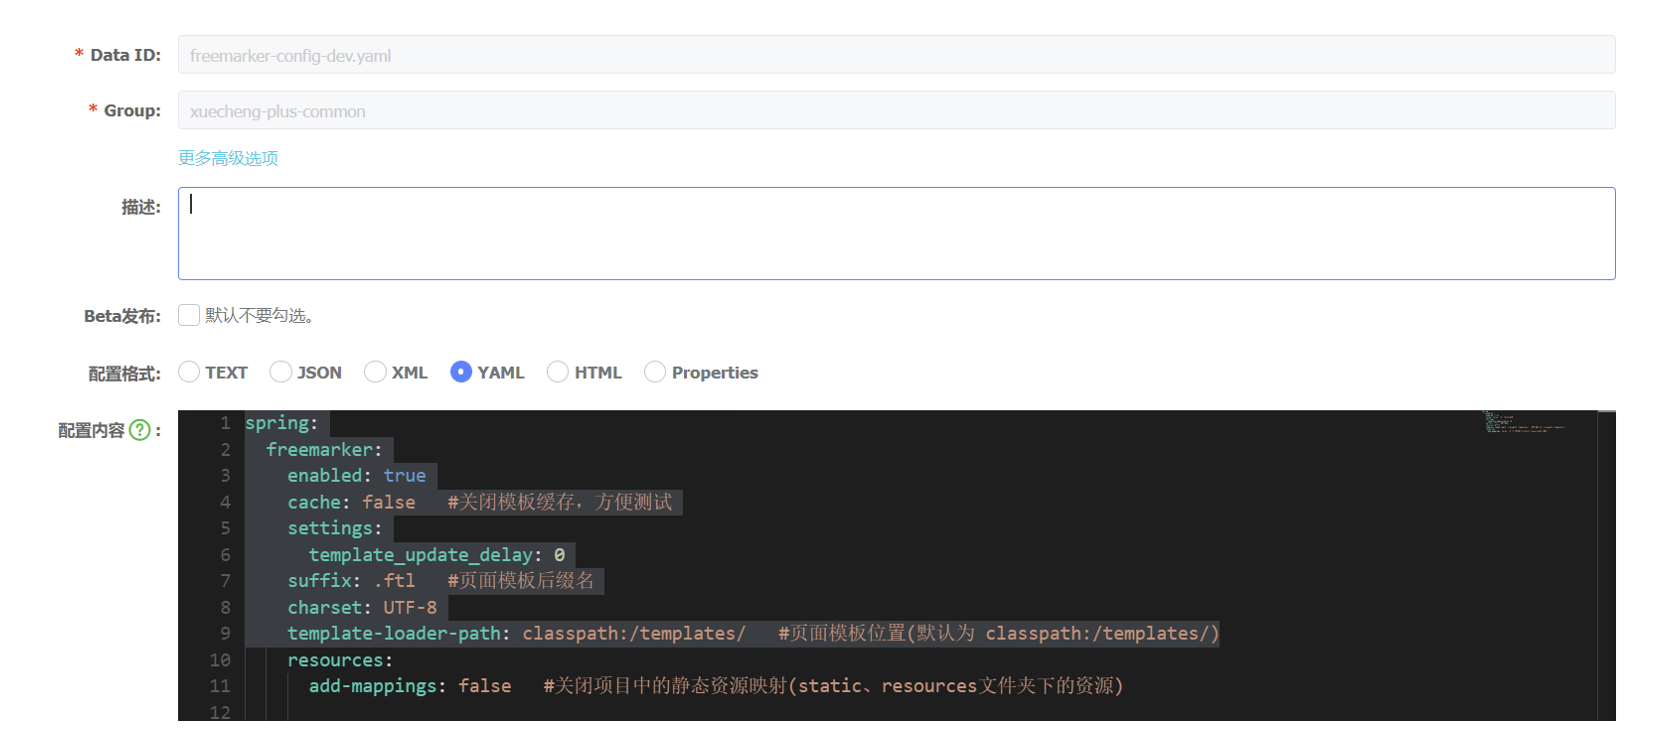 * Data ID: freemarker-config-dev.yaml
* Group: xuecheng-plus-common
更多高级选项
描述:
Beta发布: 默认不要勾选。
配置格式: TEXT JSON XML YAML HTML Properties
配置内容 ? :
1 spring:
2 freemarker:
3 enabled: true
4 cache: false #关闭模板缓存，方便测试
5 settings:
6 template_update_delay: 0
7 suffix: .ftl #页面模板后缀名
8 charset: UTF-8
9 template-loader-path: classpath:/templates/ #页面模板位置(默认为 classpath:/templates/)
10 resources:
11 add-mappings: false #关闭项目中的静态资源映射(static、resources文件夹下的资源)
12